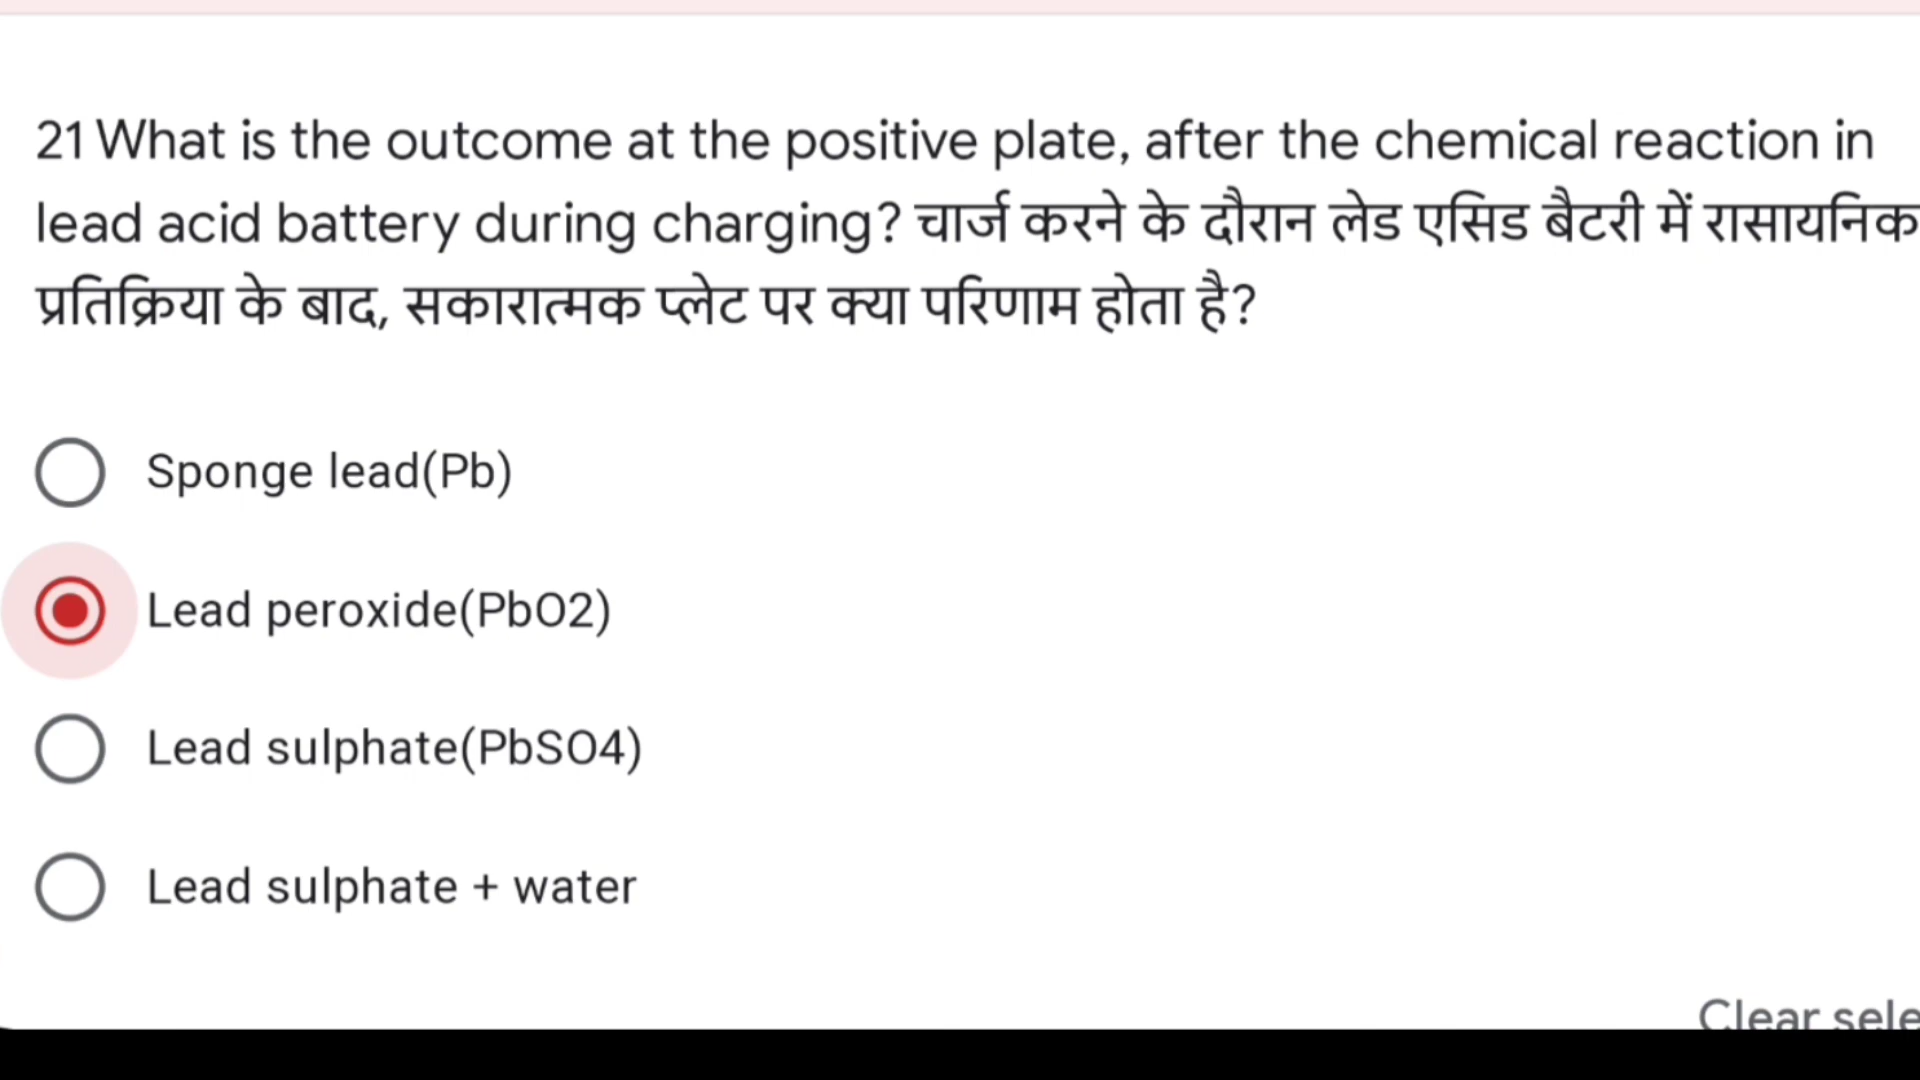 21 What is the outcome at the positive plate, after the chemical reaction in
lead acid battery during charging? चार्ज करने के दौरान लेड एसिड बैटरी में रासायनिक
प्रतिक्रिया के बाद, सकारात्मक प्लेट पर क्या परिणाम होता है?
Sponge lead(Pb)
Lead peroxide(PbO2)
Lead sulphate(PbSO4)
Lead sulphate + water
Clear sele